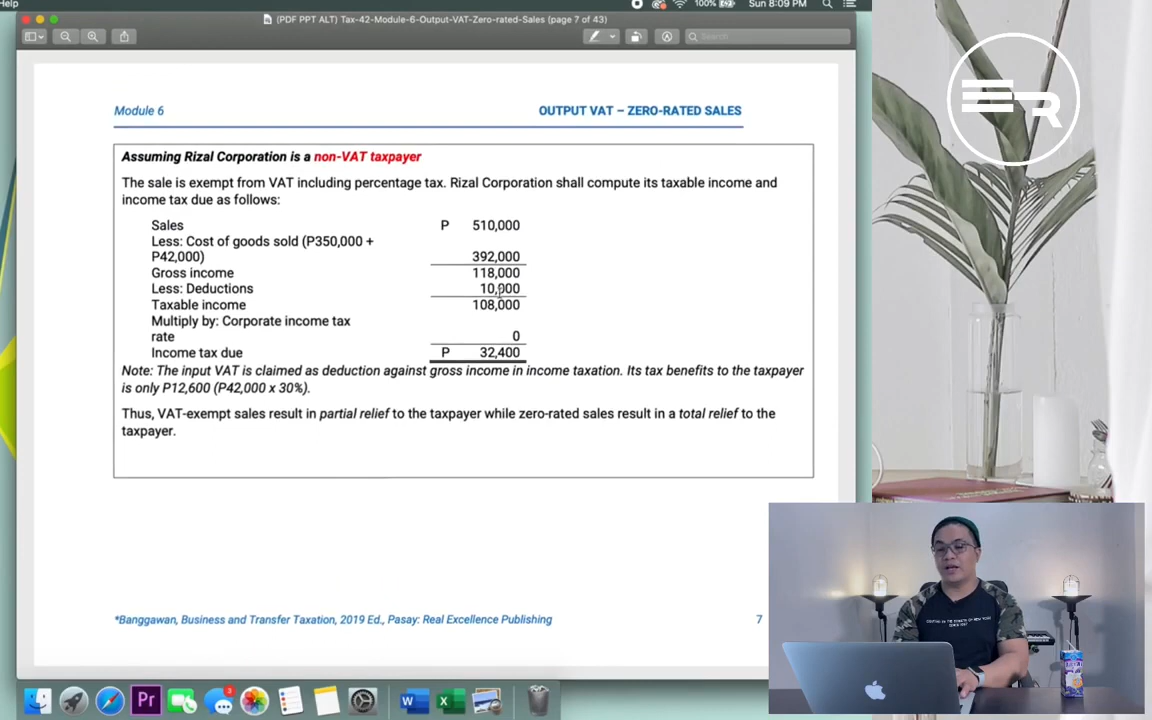 Help
100%
Sun 8:09 PM
(PDF PPT ALT) Tax-42-Module-6-Output-VAT-Zero-rated-Sales (page 7 of 43)
Search
ER
Module 6
OUTPUT VAT – ZERO-RATED SALES
Assuming Rizal Corporation is a non-VAT taxpayer
The sale is exempt from VAT including percentage tax. Rizal Corporation shall compute its taxable income and
income tax due as follows:
Sales P 510,000
Less: Cost of goods sold (P350,000 +
P42,000) 392,000
Gross income 118,000
Less: Deductions 10,000
Taxable income 108,000
Multiply by: Corporate income tax
rate 0
Income tax due P 32,400
Note: The input VAT is claimed as deduction against gross income in income taxation. Its tax benefits to the taxpayer
is only P12,600 (P42,000 x 30%).
Thus, VAT-exempt sales result in partial relief to the taxpayer while zero-rated sales result in a total relief to the
taxpayer.
*Banggawan, Business and Transfer Taxation, 2019 Ed., Pasay: Real Excellence Publishing
7
Pr
3
W
X